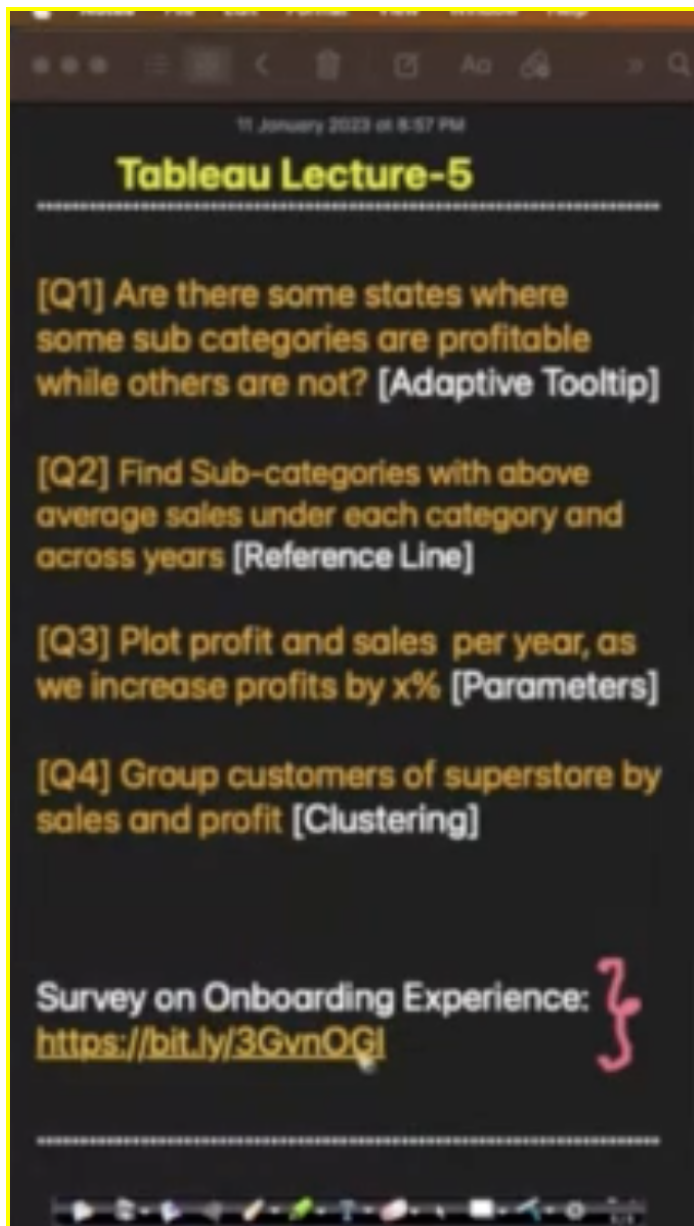 11 January 2023 at 8:57 PM
Tableau Lecture-5
[Q1] Are there some states where
some sub categories are profitable
while others are not? [Adaptive Tooltip]
[Q2] Find Sub-categories with above
average sales under each category and
across years [Reference Line]
[Q3] Plot profit and sales per year, as
we increase profits by x% [Parameters]
[Q4] Group customers of superstore by
sales and profit [Clustering]
Survey on Onboarding Experience:
https://bit.ly/3GvnOGI